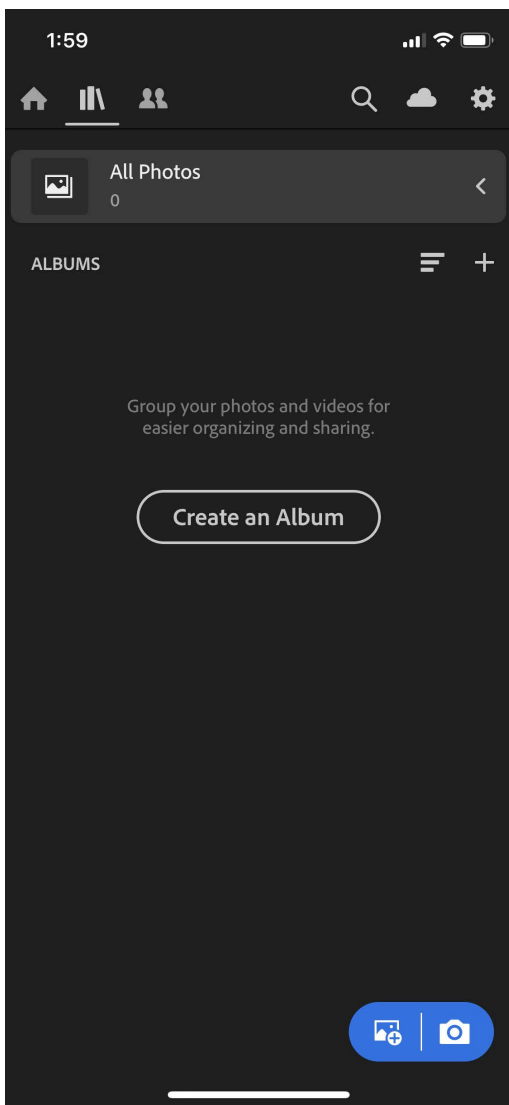 1:59
All Photos
0
ALBUMS
Group your photos and videos for
easier organizing and sharing.
Create an Album